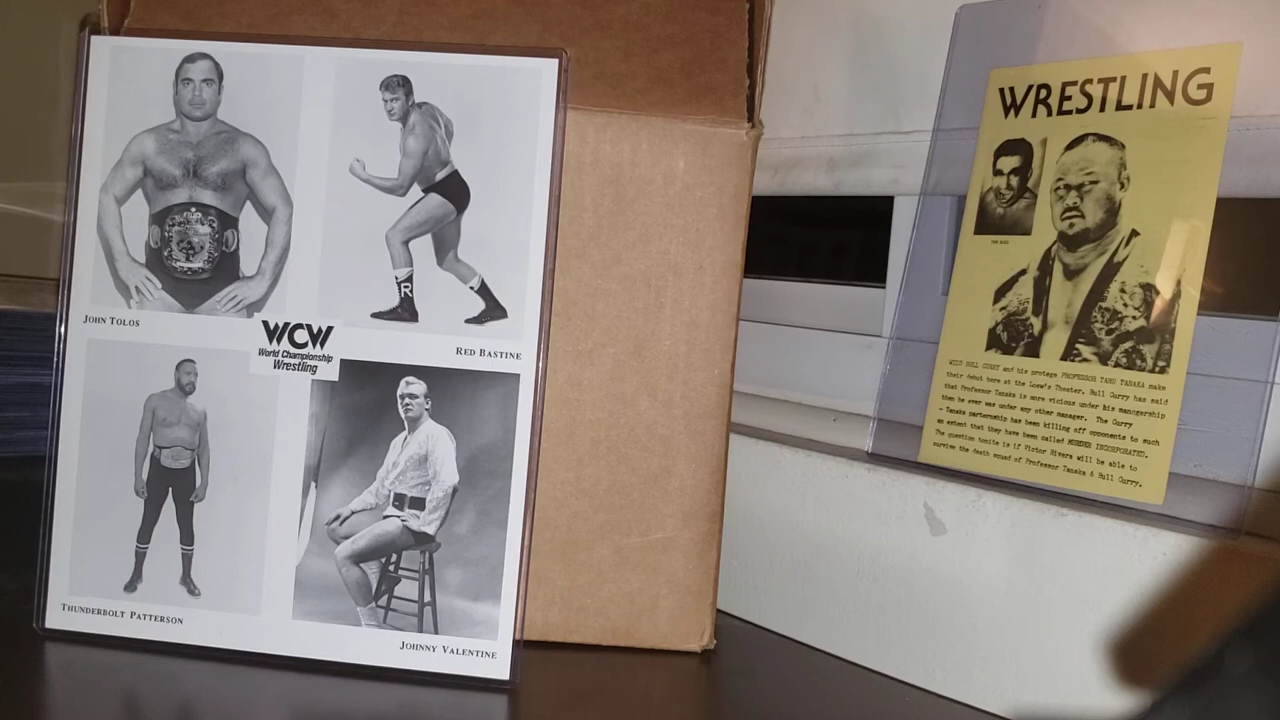 JOHN TOLOS
WCW
World Championship
Wrestling
RED BASTINE
THUNDERBOLT PATTERSON
JOHNNY VALENTINE
WRESTLING
WILD BULL CURRY and his protege PROFESSOR TARU TANAKA make
their debut here at the Loew's Theater. Bull Curry has said
that Professor Tanaka is more vicious under his managership
then he ever was under any other manager. The Curry
- Tanaka partnership has been killing off opponents to such
an extent that they have been called MURDER INCORPORATED.
The question tonite is if Victor Rivera will be able to
survive the death squad of Professor Tanaka & Bull Curry.